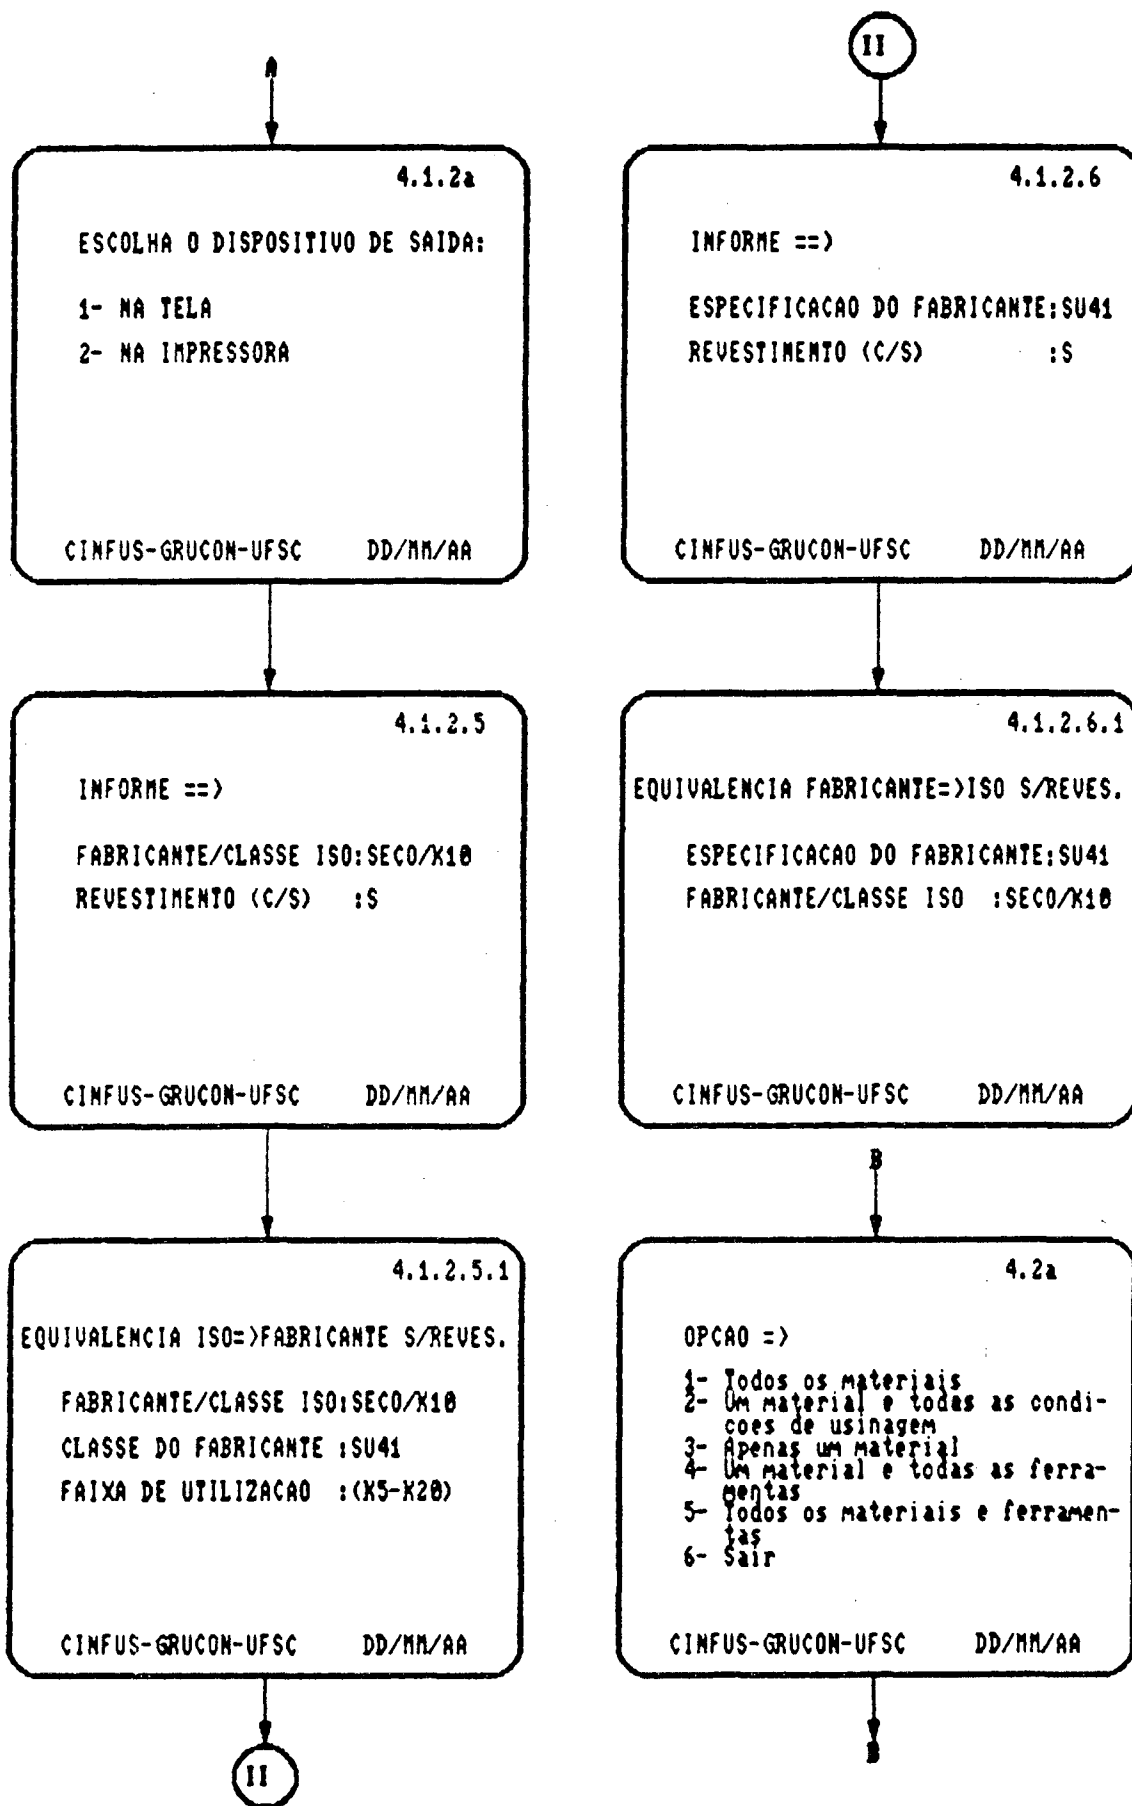 A
4.1.2a
ESCOLHA O DISPOSITIVO DE SAIDA:
1- NA TELA
2- NA IMPRESSORA
CINFUS-GRUCON-UFSC DD/MM/AA
4.1.2.5
INFORME ==>
FABRICANTE/CLASSE ISO:SECO/K10
REVESTIMENTO (C/S) :S
CINFUS-GRUCON-UFSC DD/MM/AA
4.1.2.5.1
EQUIVALENCIA ISO=>FABRICANTE S/REVES.
FABRICANTE/CLASSE ISO:SECO/K10
CLASSE DO FABRICANTE :SU41
FAIXA DE UTILIZACAO :(K5-K20)
CINFUS-GRUCON-UFSC DD/MM/AA
II
II
4.1.2.6
INFORME ==>
ESPECIFICACAO DO FABRICANTE:SU41
REVESTIMENTO (C/S) :S
CINFUS-GRUCON-UFSC DD/MM/AA
4.1.2.6.1
EQUIVALENCIA FABRICANTE=>ISO S/REVES.
ESPECIFICACAO DO FABRICANTE:SU41
FABRICANTE/CLASSE ISO :SECO/K10
CINFUS-GRUCON-UFSC DD/MM/AA
B
4.2a
OPCAO =>
1- Todos os materiais
2- Um material e todas as condi-
coes de usinagem
3- Apenas um material
4- Um material e todas as ferra-
mentas
5- Todos os materiais e ferramen-
tas
6- Sair
CINFUS-GRUCON-UFSC DD/MM/AA
B